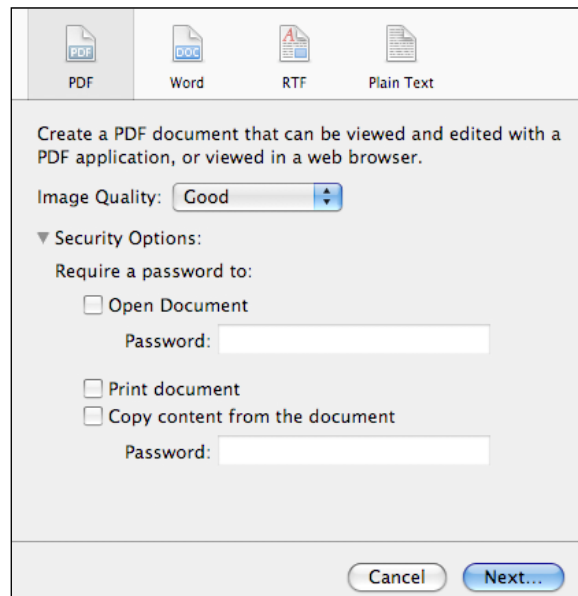 PDF DOC
PDF Word RTF Plain Text
Create a PDF document that can be viewed and edited with a
PDF application, or viewed in a web browser.
Image Quality: Good
Security Options:
Require a password to:
Open Document
Password:
Print document
Copy content from the document
Password:
Cancel Next...